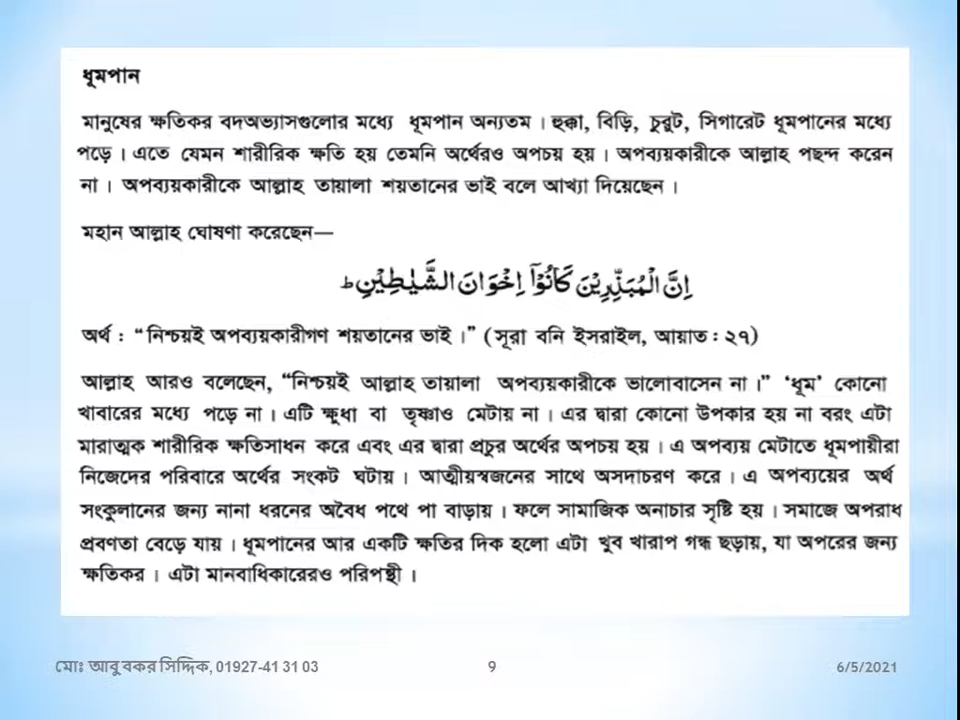 ধূমপান
মানুষের ক্ষতিকর বদঅভ্যাসগুলোর মধ্যে ধূমপান অন্যতম। হুক্কা, বিড়ি, চুরুট, সিগারেট ধূমপানের মধ্যে
পড়ে। এতে যেমন শারীরিক ক্ষতি হয় তেমনি অর্থেরও অপচয় হয়। অপব্যয়কারীকে আল্লাহ পছন্দ করেন
না। অপব্যয়কারীকে আল্লাহ তায়ালা শয়তানের ভাই বলে আখ্যা দিয়েছেন।
মহান আল্লাহ ঘোষণা করেছেন—
اِنَّ الْمُبَذِّرِيْنَ كَانُوْٓا اِخْوَانَ الشَّيٰطِيْنِ ؕ
অর্থ : “নিশ্চয়ই অপব্যয়কারীগণ শয়তানের ভাই।” (সূরা বনি ইসরাইল, আয়াত : ২৭)
আল্লাহ আরও বলেছেন, “নিশ্চয়ই আল্লাহ তায়ালা অপব্যয়কারীকে ভালোবাসেন না।” ‘ধূম’ কোনো
খাবারের মধ্যে পড়ে না। এটি ক্ষুধা বা তৃষ্ণাও মেটায় না। এর দ্বারা কোনো উপকার হয় না বরং এটা
মারাত্মক শারীরিক ক্ষতিসাধন করে এবং এর দ্বারা প্রচুর অর্থের অপচয় হয়। এ অপব্যয় মেটাতে ধূমপায়ীরা
নিজেদের পরিবারে অর্থের সংকট ঘটায়। আত্মীয়স্বজনের সাথে অসদাচরণ করে। এ অপব্যয়ের অর্থ
সংকুলানের জন্য নানা ধরনের অবৈধ পথে পা বাড়ায়। ফলে সামাজিক অনাচার সৃষ্টি হয়। সমাজে অপরাধ
প্রবণতা বেড়ে যায়। ধূমপানের আর একটি ক্ষতির দিক হলো এটা খুব খারাপ গন্ধ ছড়ায়, যা অপরের জন্য
ক্ষতিকর। এটা মানবাধিকারেরও পরিপন্থী।
মোঃ আবু বকর সিদ্দিক, 01927-41 31 03
9
6/5/2021